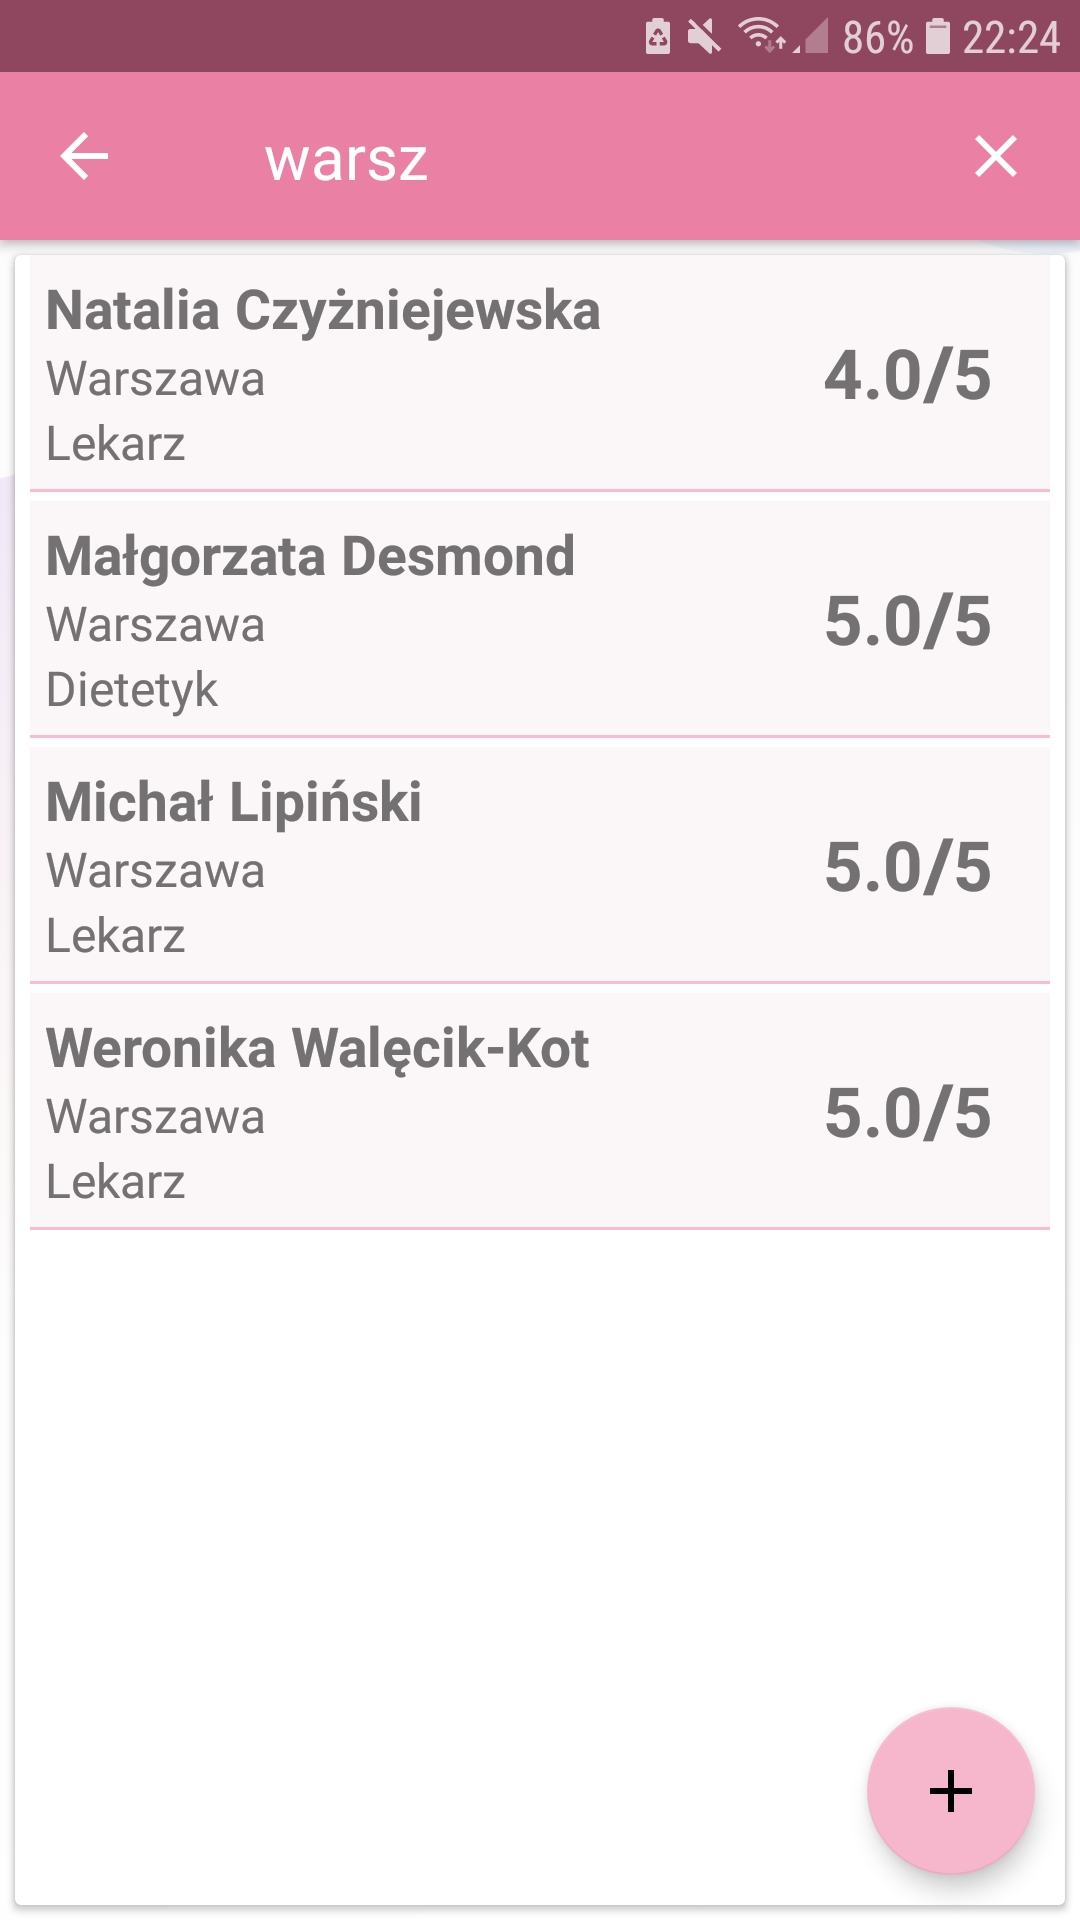 86% 22:24
warsz
Natalia Czyżniejewska
Warszawa
4.0/5
Lekarz
Małgorzata Desmond
Warszawa
5.0/5
Dietetyk
Michał Lipiński
Warszawa
5.0/5
Lekarz
Weronika Walęcik-Kot
Warszawa
5.0/5
Lekarz